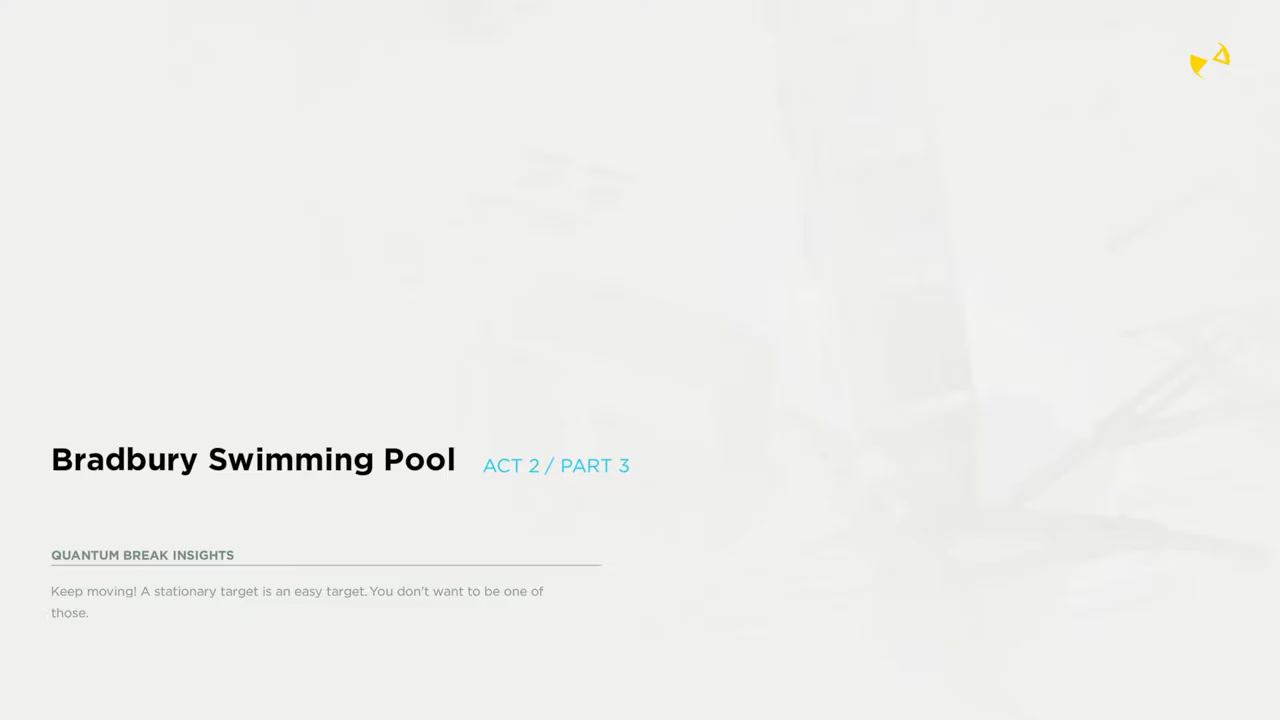 Bradbury Swimming Pool ACT 2 / PART 3
QUANTUM BREAK INSIGHTS
Keep moving! A stationary target is an easy target. You don't want to be one of
those.